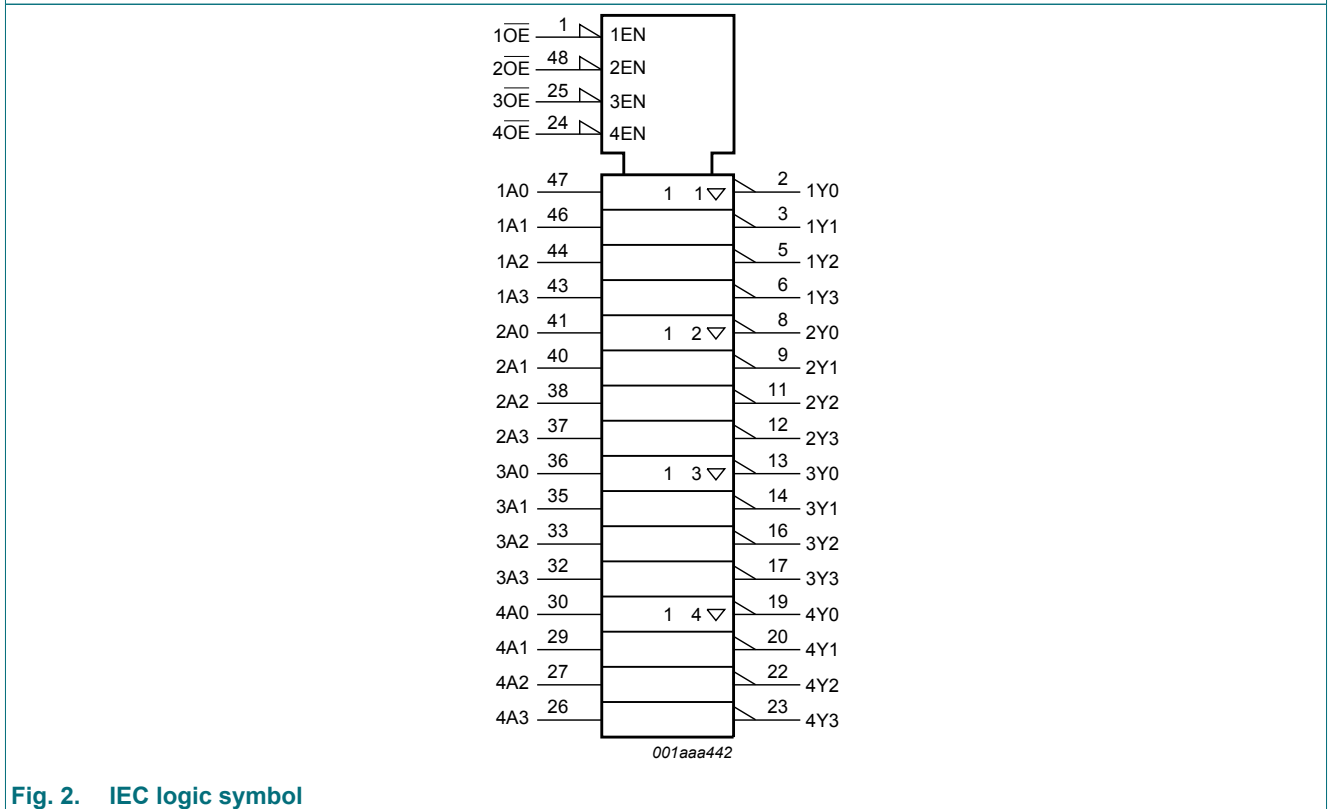 1O̅E̅ 1 1EN
2O̅E̅ 48 2EN
3O̅E̅ 25 3EN
4O̅E̅ 24 4EN
1A0 47 1 1 2 1Y0
1A1 46 3 1Y1
1A2 44 5 1Y2
1A3 43 6 1Y3
2A0 41 1 2 8 2Y0
2A1 40 9 2Y1
2A2 38 11 2Y2
2A3 37 12 2Y3
3A0 36 1 3 13 3Y0
3A1 35 14 3Y1
3A2 33 16 3Y2
3A3 32 17 3Y3
4A0 30 1 4 19 4Y0
4A1 29 20 4Y1
4A2 27 22 4Y2
4A3 26 23 4Y3
001aaa442
Fig. 2. IEC logic symbol